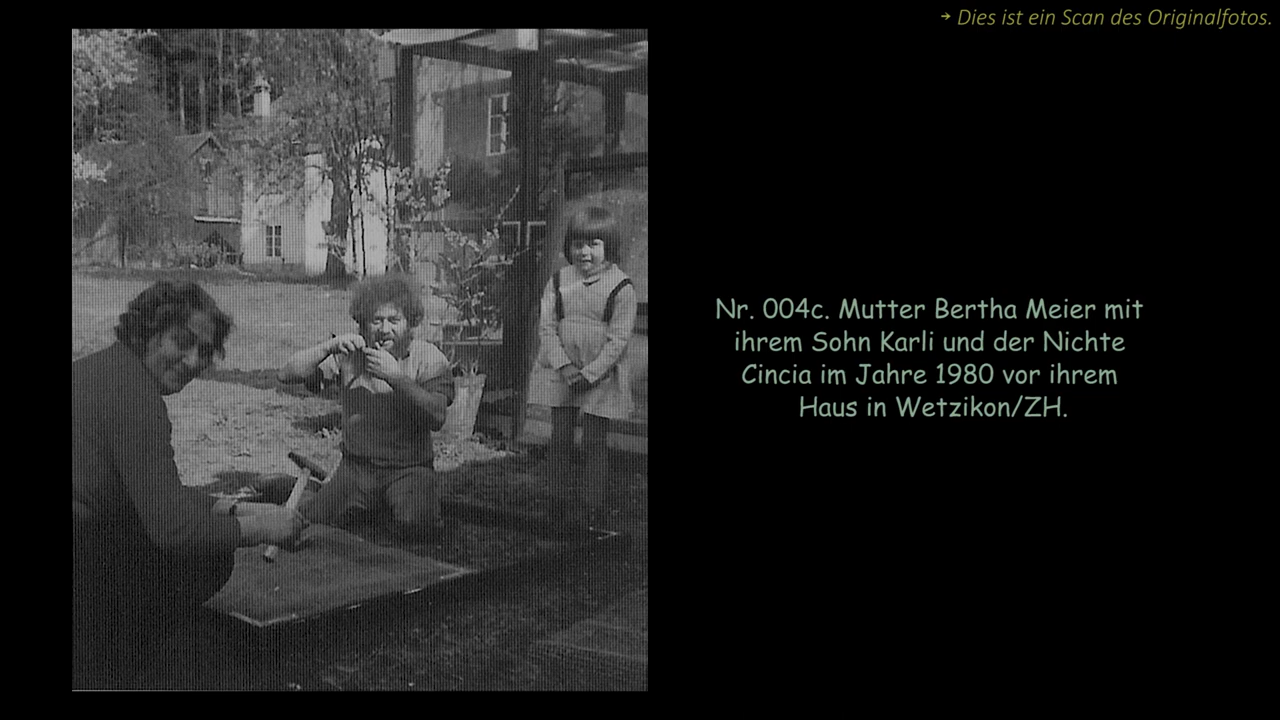 → Dies ist ein Scan des Originalfotos.
Nr. 004c. Mutter Bertha Meier mit
ihrem Sohn Karli und der Nichte
Cincia im Jahre 1980 vor ihrem
Haus in Wetzikon/ZH.